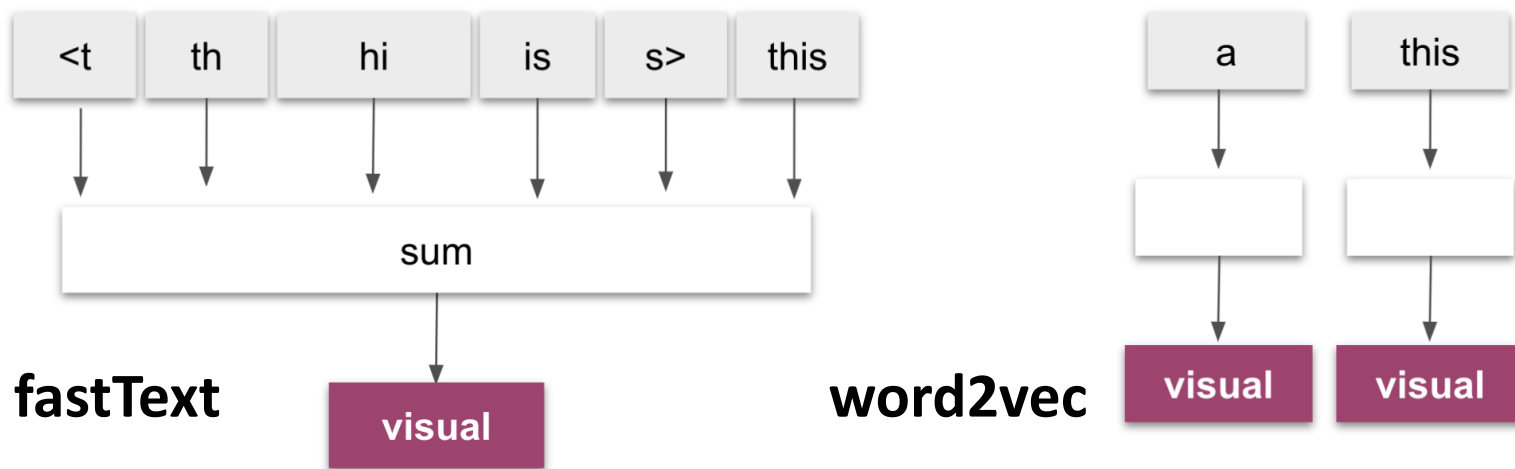 <t th hi is s> this
sum
fastText
visual
a this
word2vec
visual visual